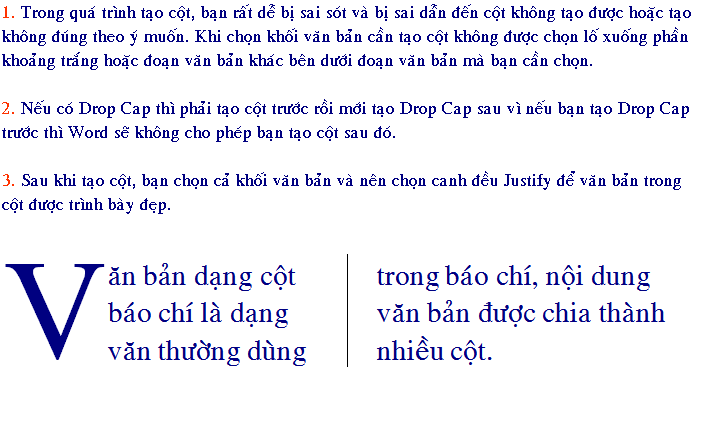 1. Trong quá trình tạo cột, bạn rất dễ bị sai sót và bị sai dẫn đến cột không tạo được hoặc tạo
không đúng theo ý muốn. Khi chọn khối văn bản cần tạo cột không được chọn lố xuống phần
khoảng trắng hoặc đoạn văn bản khác bên dưới đoạn văn bản mà bạn cần chọn.
2. Nếu có Drop Cap thì phải tạo cột trước rồi mới tạo Drop Cap sau vì nếu bạn tạo Drop Cap
trước thì Word sẽ không cho phép bạn tạo cột sau đó.
3. Sau khi tạo cột, bạn chọn cả khối văn bản và nên chọn canh đều Justify để văn bản trong
cột được trình bày đẹp.
Văn bản dạng cột
báo chí là dạng
văn thường dùng
trong báo chí, nội dung
văn bản được chia thành
nhiều cột.